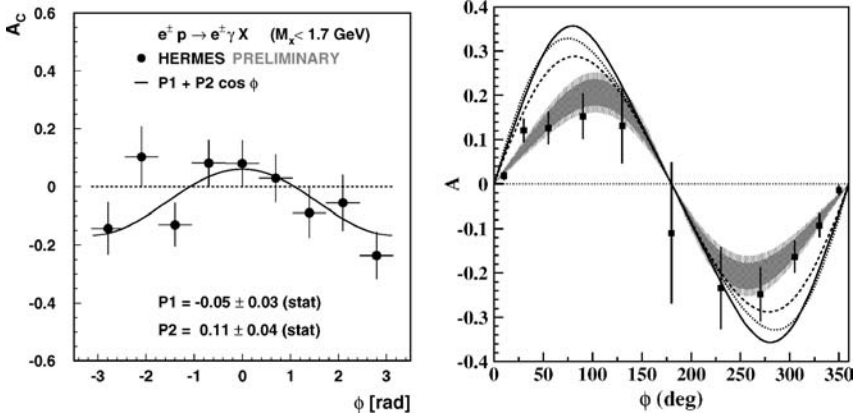 A_C
e± p → e± γ X (M_x < 1.7 GeV)
HERMES PRELIMINARY
P1 + P2 cos ϕ
0.6
0.4
0.2
0
-0.2
-0.4
-0.6
P1 = -0.05 ± 0.03 (stat)
P2 = 0.11 ± 0.04 (stat)
-3 -2 -1 0 1 2 3
ϕ [rad]
A
0.4
0.3
0.2
0.1
0
-0.1
-0.2
-0.3
-0.4
0 50 100 150 200 250 300 350
ϕ (deg)